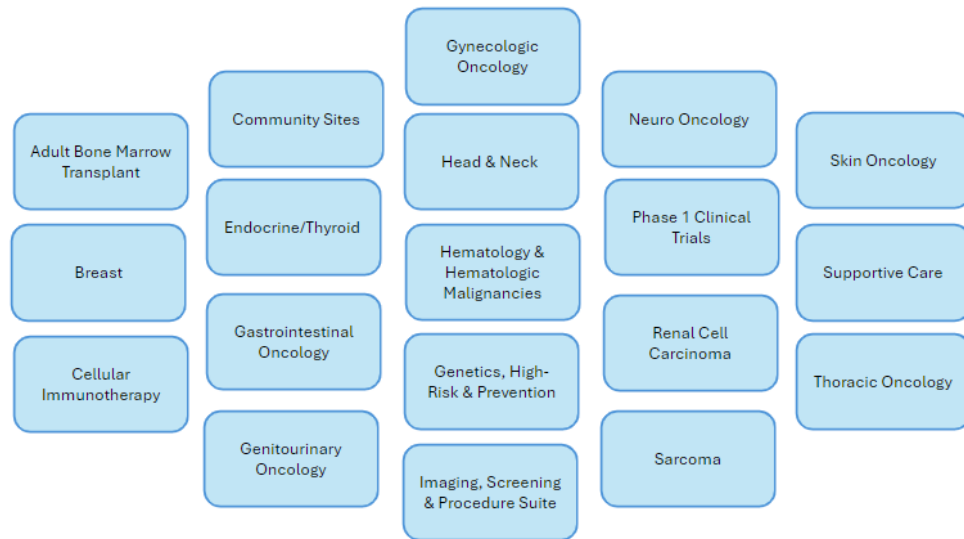 Adult Bone Marrow
Transplant
Breast
Cellular
Immunotherapy
Community Sites
Endocrine/Thyroid
Gastrointestinal
Oncology
Genitourinary
Oncology
Gynecologic
Oncology
Head & Neck
Hematology &
Hematologic
Malignancies
Genetics, High-
Risk & Prevention
Imaging, Screening
& Procedure Suite
Neuro Oncology
Phase 1 Clinical
Trials
Renal Cell
Carcinoma
Sarcoma
Skin Oncology
Supportive Care
Thoracic Oncology